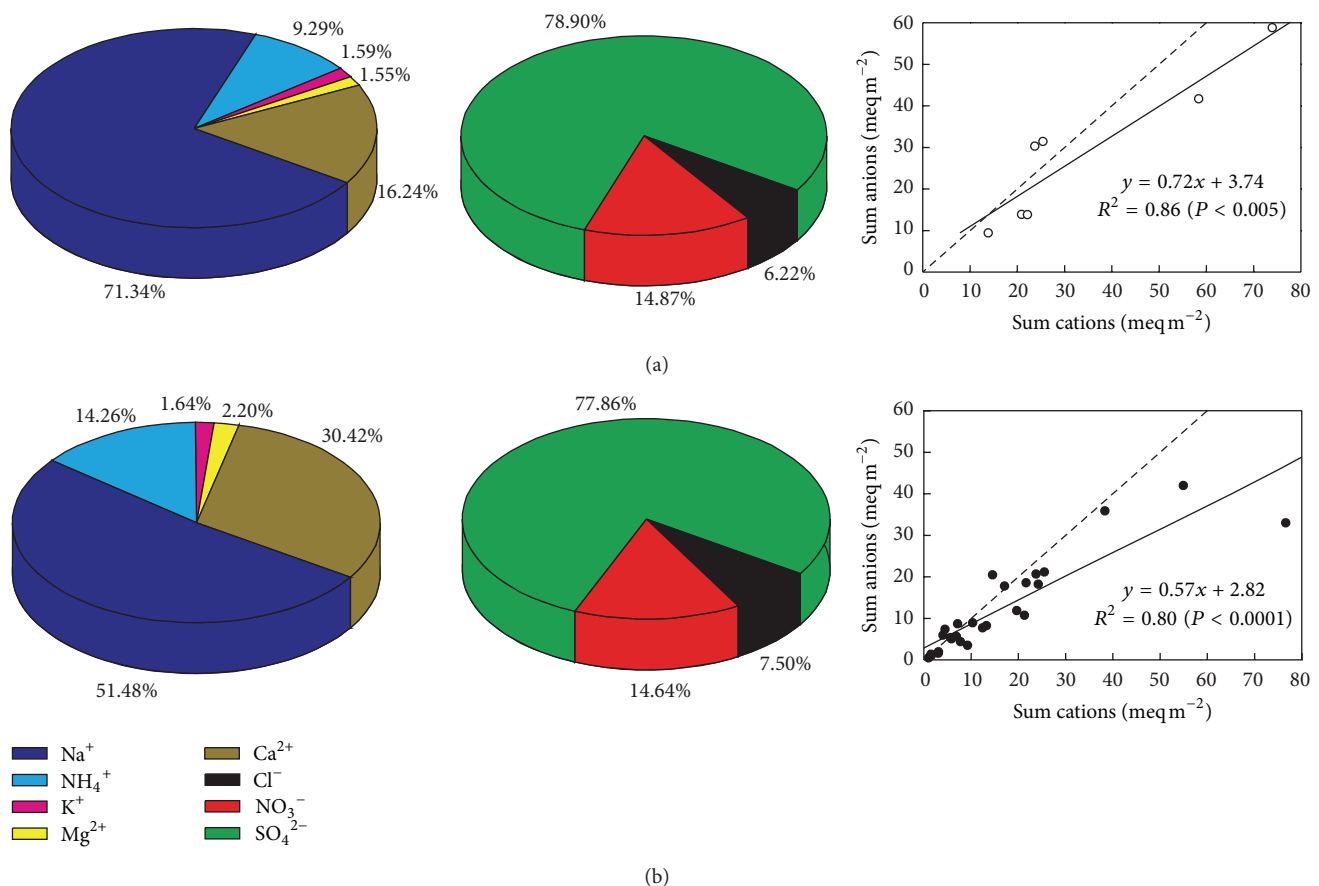 9.29%
1.59%
1.55%
16.24%
71.34%
78.90%
6.22%
14.87%
60
50
40
30
20
10
0
Sum anions (meq m⁻²)
y = 0.72x + 3.74
R² = 0.86 (P < 0.005)
0 10 20 30 40 50 60 70 80
Sum cations (meq m⁻²)
(a)
14.26%
1.64%
2.20%
30.42%
51.48%
77.86%
7.50%
14.64%
60
50
40
30
20
10
0
Sum anions (meq m⁻²)
y = 0.57x + 2.82
R² = 0.80 (P < 0.0001)
0 10 20 30 40 50 60 70 80
Sum cations (meq m⁻²)
Na⁺
NH₄⁺
K⁺
Mg²⁺
Ca²⁺
Cl⁻
NO₃⁻
SO₄²⁻
(b)